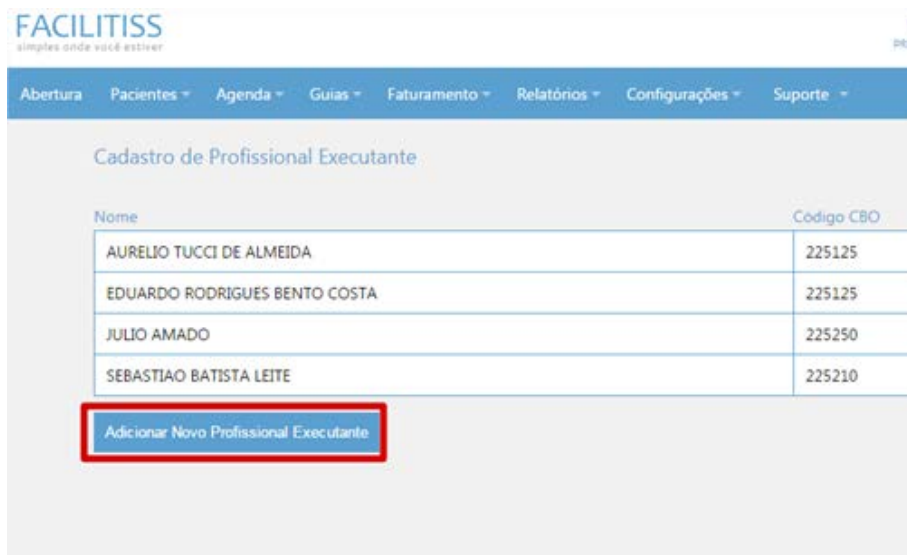 FACILITISS
simples onde você estiver
Abertura Pacientes Agenda Guias Faturamento Relatórios Configurações Suporte
Cadastro de Profissional Executante
Nome Código CBO
AURELIO TUCCI DE ALMEIDA 225125
EDUARDO RODRIGUES BENTO COSTA 225125
JULIO AMADO 225250
SEBASTIAO BATISTA LEITE 225210
Adicionar Novo Profissional Executante